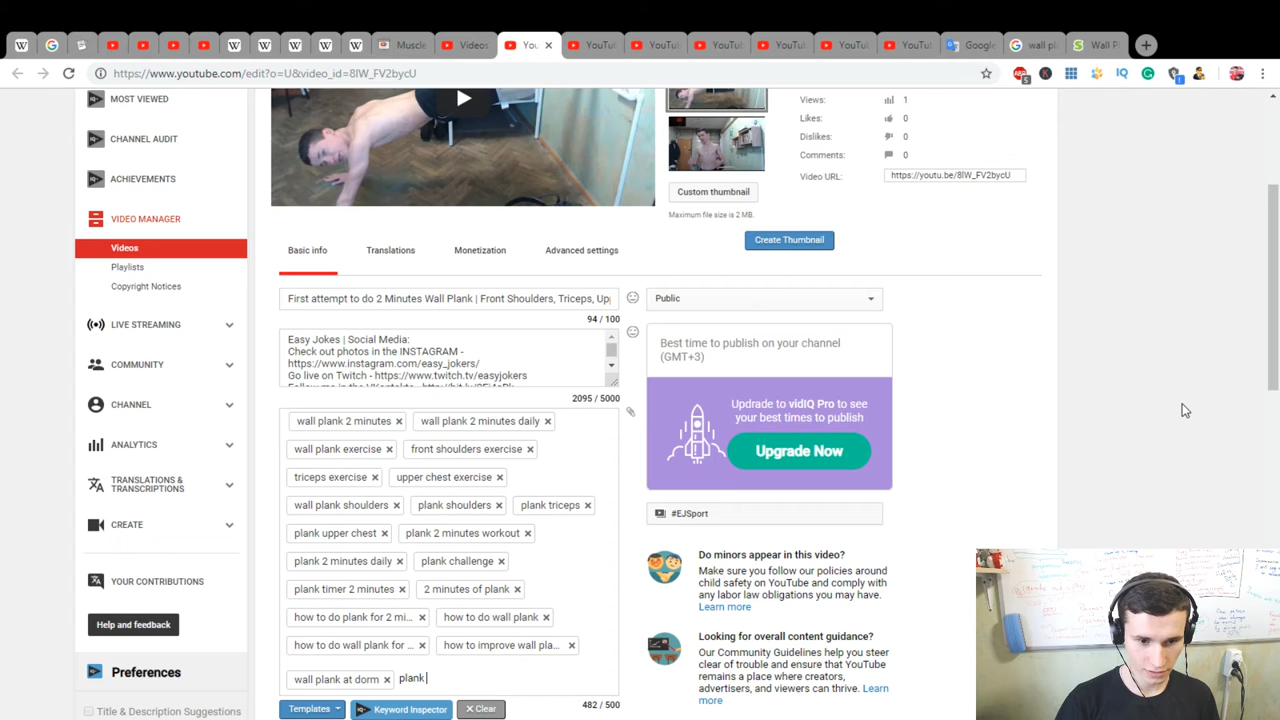 Muscle
Videos
You
YouTu
YouTu
YouTu
YouTu
YouTu
YouTu
Google
wall pl
Wall P
https://www.youtube.com/edit?o=U&video_id=8lW_FV2bycU
MOST VIEWED
CHANNEL AUDIT
ACHIEVEMENTS
VIDEO MANAGER
Videos
Playlists
Copyright Notices
LIVE STREAMING
COMMUNITY
CHANNEL
ANALYTICS
TRANSLATIONS &
TRANSCRIPTIONS
CREATE
YOUR CONTRIBUTIONS
Help and feedback
Preferences
Title & Description Suggestions
Views: 1
Likes: 0
Dislikes: 0
Comments: 0
Video URL: https://youtu.be/8lW_FV2bycU
Custom thumbnail
Maximum file size is 2 MB.
Create Thumbnail
Basic info Translations Monetization Advanced settings
First attempt to do 2 Minutes Wall Plank | Front Shoulders, Triceps, Up
94 / 100
Public
Easy Jokes | Social Media:
Check out photos in the INSTAGRAM -
https://www.instagram.com/easy_jokers/
Go live on Twitch - https://www.twitch.tv/easyjokers
2095 / 5000
Best time to publish on your channel
(GMT+3)
Upgrade to vidIQ Pro to see
your best times to publish
Upgrade Now
wall plank 2 minutes × wall plank 2 minutes daily ×
wall plank exercise × front shoulders exercise ×
triceps exercise × upper chest exercise ×
wall plank shoulders × plank shoulders × plank triceps ×
plank upper chest × plank 2 minutes workout ×
plank 2 minutes daily × plank challenge ×
plank timer 2 minutes × 2 minutes of plank ×
how to do plank for 2 mi... × how to do wall plank ×
how to do wall plank for ... × how to improve wall pla... ×
wall plank at dorm × plank
482 / 500
Templates Keyword Inspector × Clear
#EJSport
Do minors appear in this video?
Make sure you follow our policies around
child safety on YouTube and comply with
any labor law obligations you may have.
Learn more
Looking for overall content guidance?
Our Community Guidelines help you steer
clear of trouble and ensure that YouTube
remains a place where creators,
advertisers, and viewers can thrive. Learn
more